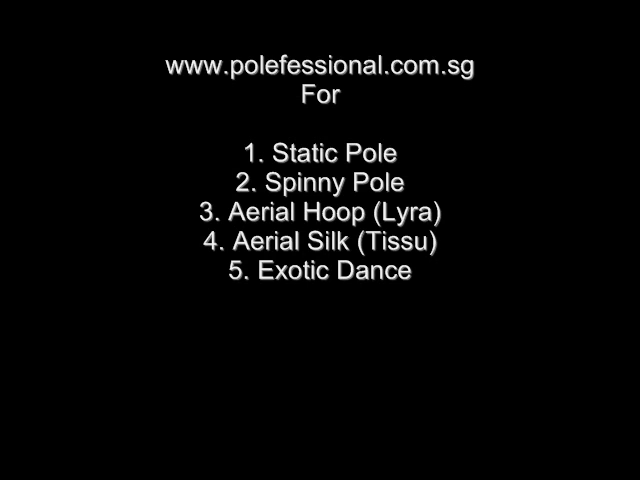 www.polefessional.com.sg
For
1. Static Pole
2. Spinny Pole
3. Aerial Hoop (Lyra)
4. Aerial Silk (Tissu)
5. Exotic Dance